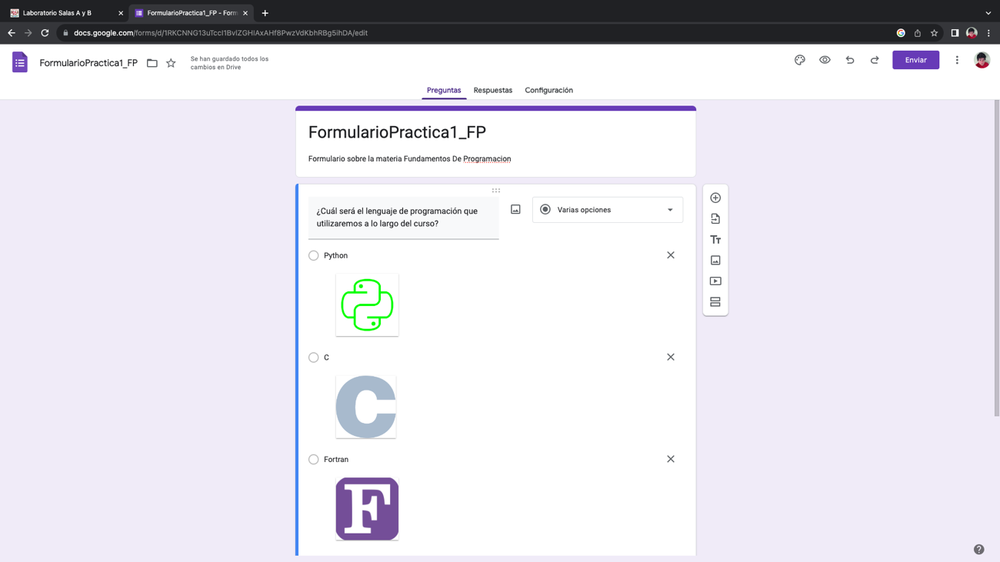 Laboratorio Salas A y B
FormularioPractica1_FP - Form
docs.google.com/forms/d/1RKCNNG13uTccI1BvlZGHIAxAHf8PwzVdKbhRBg5ihDA/edit
FormularioPractica1_FP
Se han guardado todos los
cambios en Drive
Enviar
Preguntas
Respuestas
Configuración
FormularioPractica1_FP
Formulario sobre la materia Fundamentos De Programacion
¿Cuál será el lenguaje de programación que
utilizaremos a lo largo del curso?
Varias opciones
Tт
Python
C
C
Fortran
F